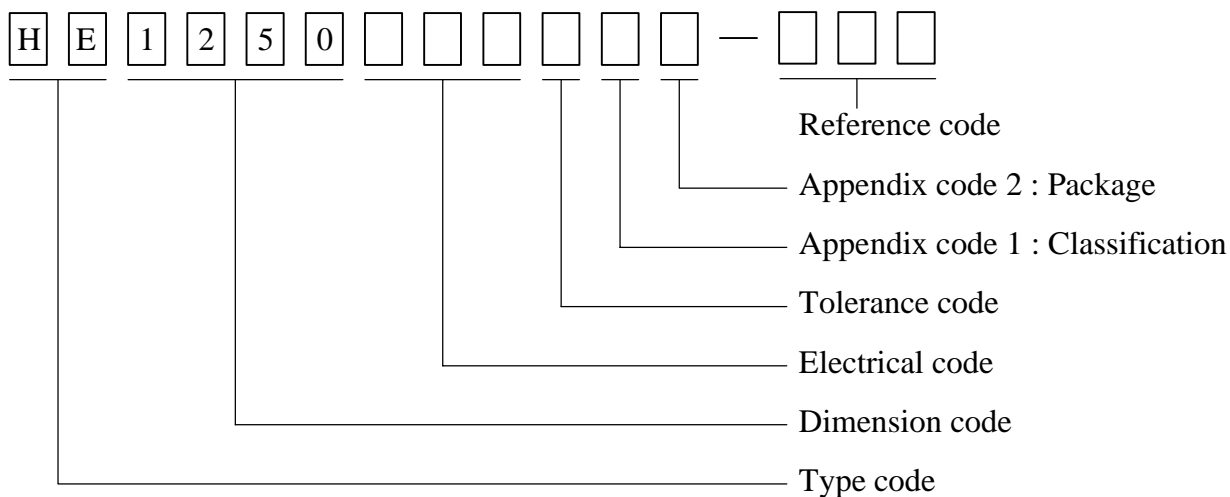 H E 1 2 5 0 —
Reference code
Appendix code 2 : Package
Appendix code 1 : Classification
Tolerance code
Electrical code
Dimension code
Type code